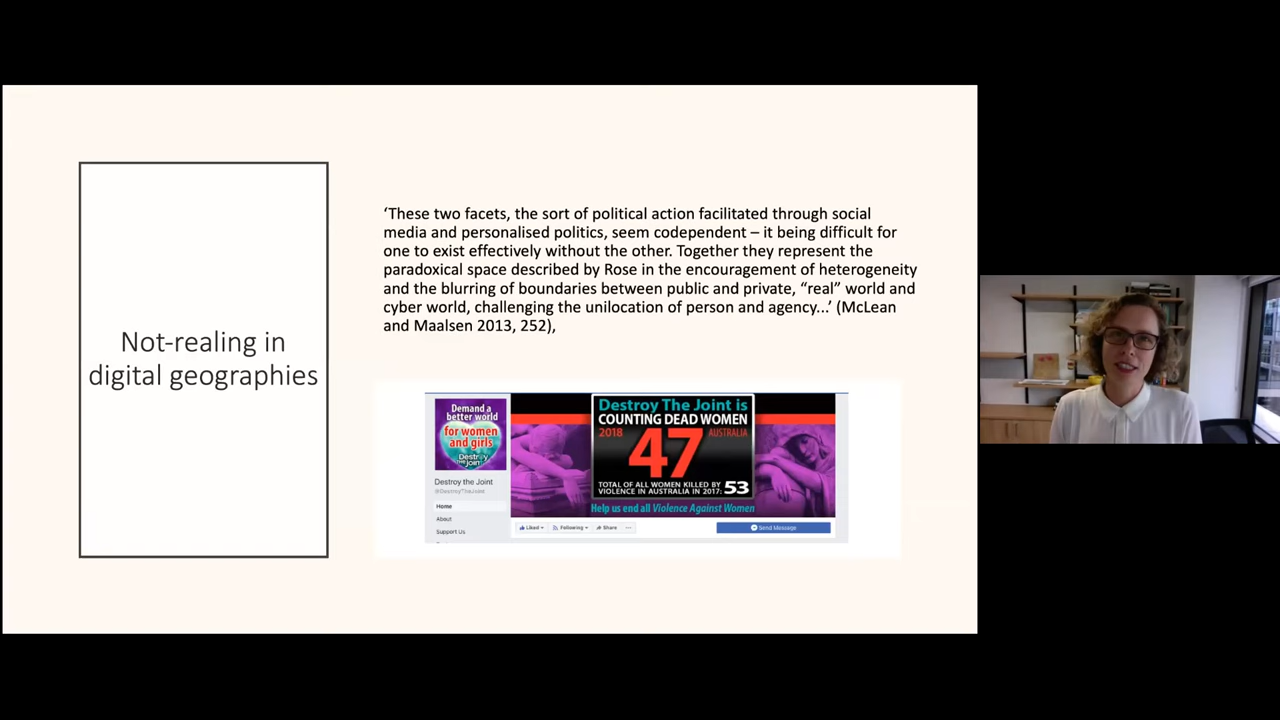 Not-realing in
digital geographies
‘These two facets, the sort of political action facilitated through social
media and personalised politics, seem codependent – it being difficult for
one to exist effectively without the other. Together they represent the
paradoxical space described by Rose in the encouragement of heterogeneity
and the blurring of boundaries between public and private, “real” world and
cyber world, challenging the unilocation of person and agency...’ (McLean
and Maalsen 2013, 252),
Demand a
better world
for women
and girls
Destroy
the Joint
Destroy the Joint
@DestroyTheJoint
Home
About
Support Us
Destroy The Joint is
COUNTING DEAD WOMEN
2018 47 AUSTRALIA
TOTAL OF ALL WOMEN KILLED BY
VIOLENCE IN AUSTRALIA IN 2017: 53
Help us end all Violence Against Women
Liked Following Share ...
Send Message